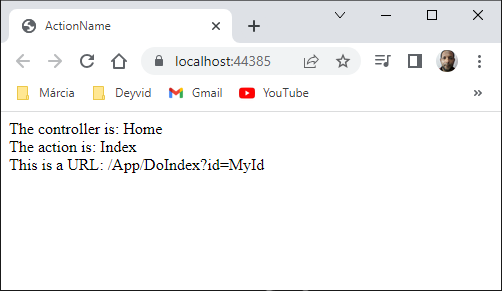 ActionName
localhost:44385
Márcia
Deyvid
Gmail
YouTube
The controller is: Home
The action is: Index
This is a URL: /App/DoIndex?id=MyId